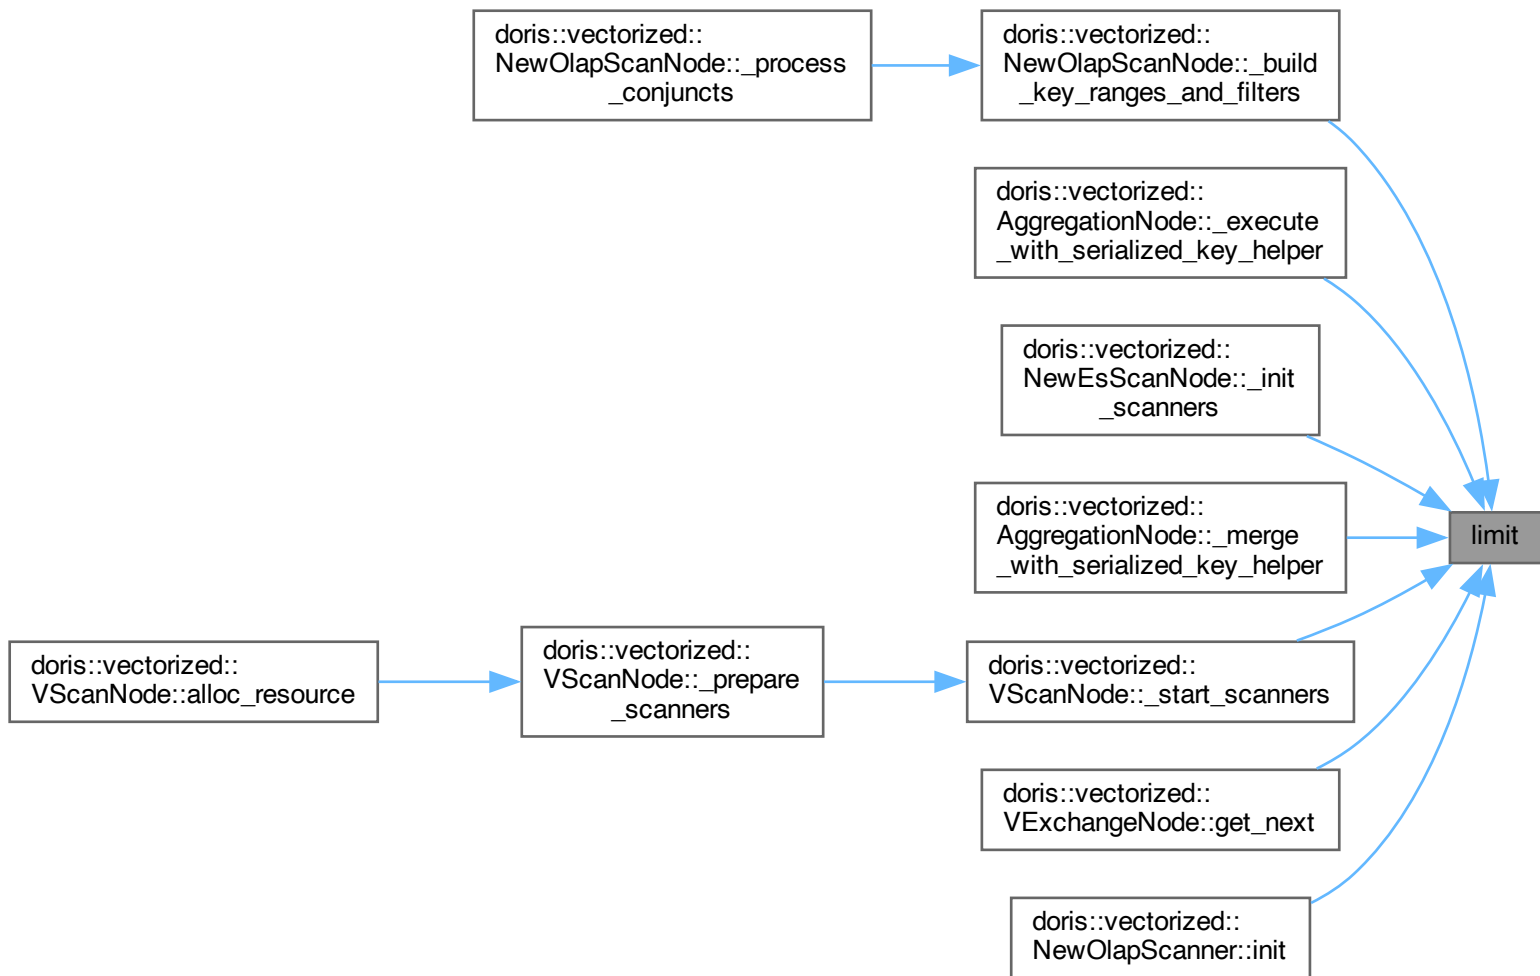 doris::vectorized::
NewOlapScanNode::_process
_conjuncts
doris::vectorized::
NewOlapScanNode::_build
_key_ranges_and_filters
doris::vectorized::
AggregationNode::_execute
_with_serialized_key_helper
doris::vectorized::
NewEsScanNode::_init
_scanners
doris::vectorized::
AggregationNode::_merge
_with_serialized_key_helper
limit
doris::vectorized::
VScanNode::alloc_resource
doris::vectorized::
VScanNode::_prepare
_scanners
doris::vectorized::
VScanNode::_start_scanners
doris::vectorized::
VExchangeNode::get_next
doris::vectorized::
NewOlapScanner::init